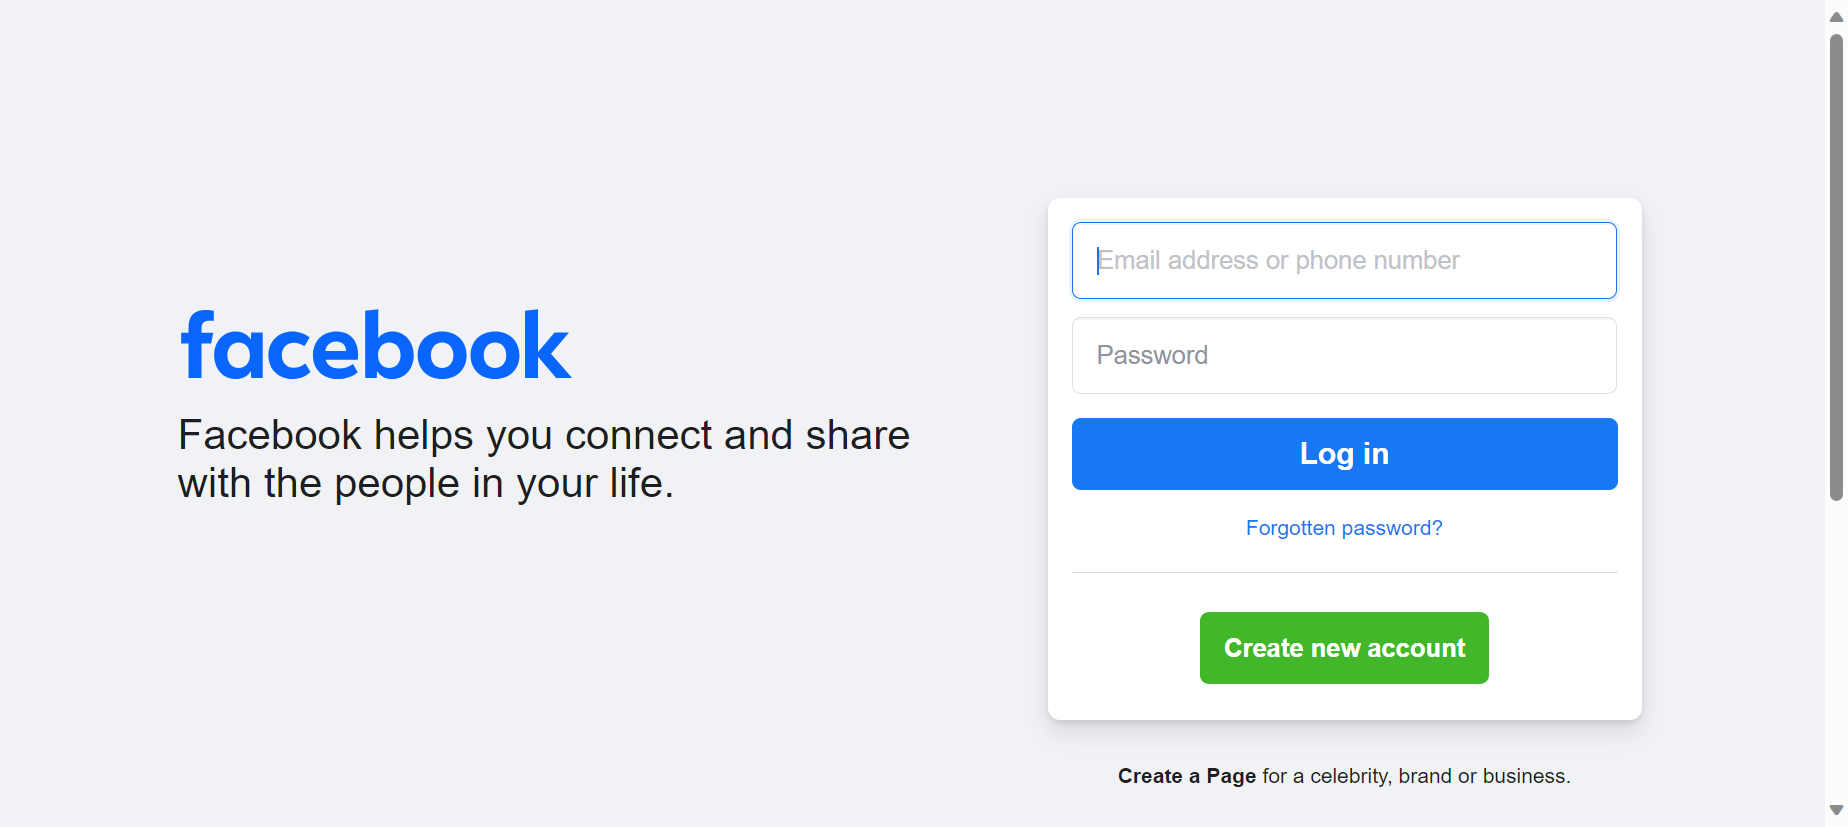 facebook
Facebook helps you connect and share
with the people in your life.
Email address or phone number
Password
Log in
Forgotten password?
Create new account
Create a Page for a celebrity, brand or business.